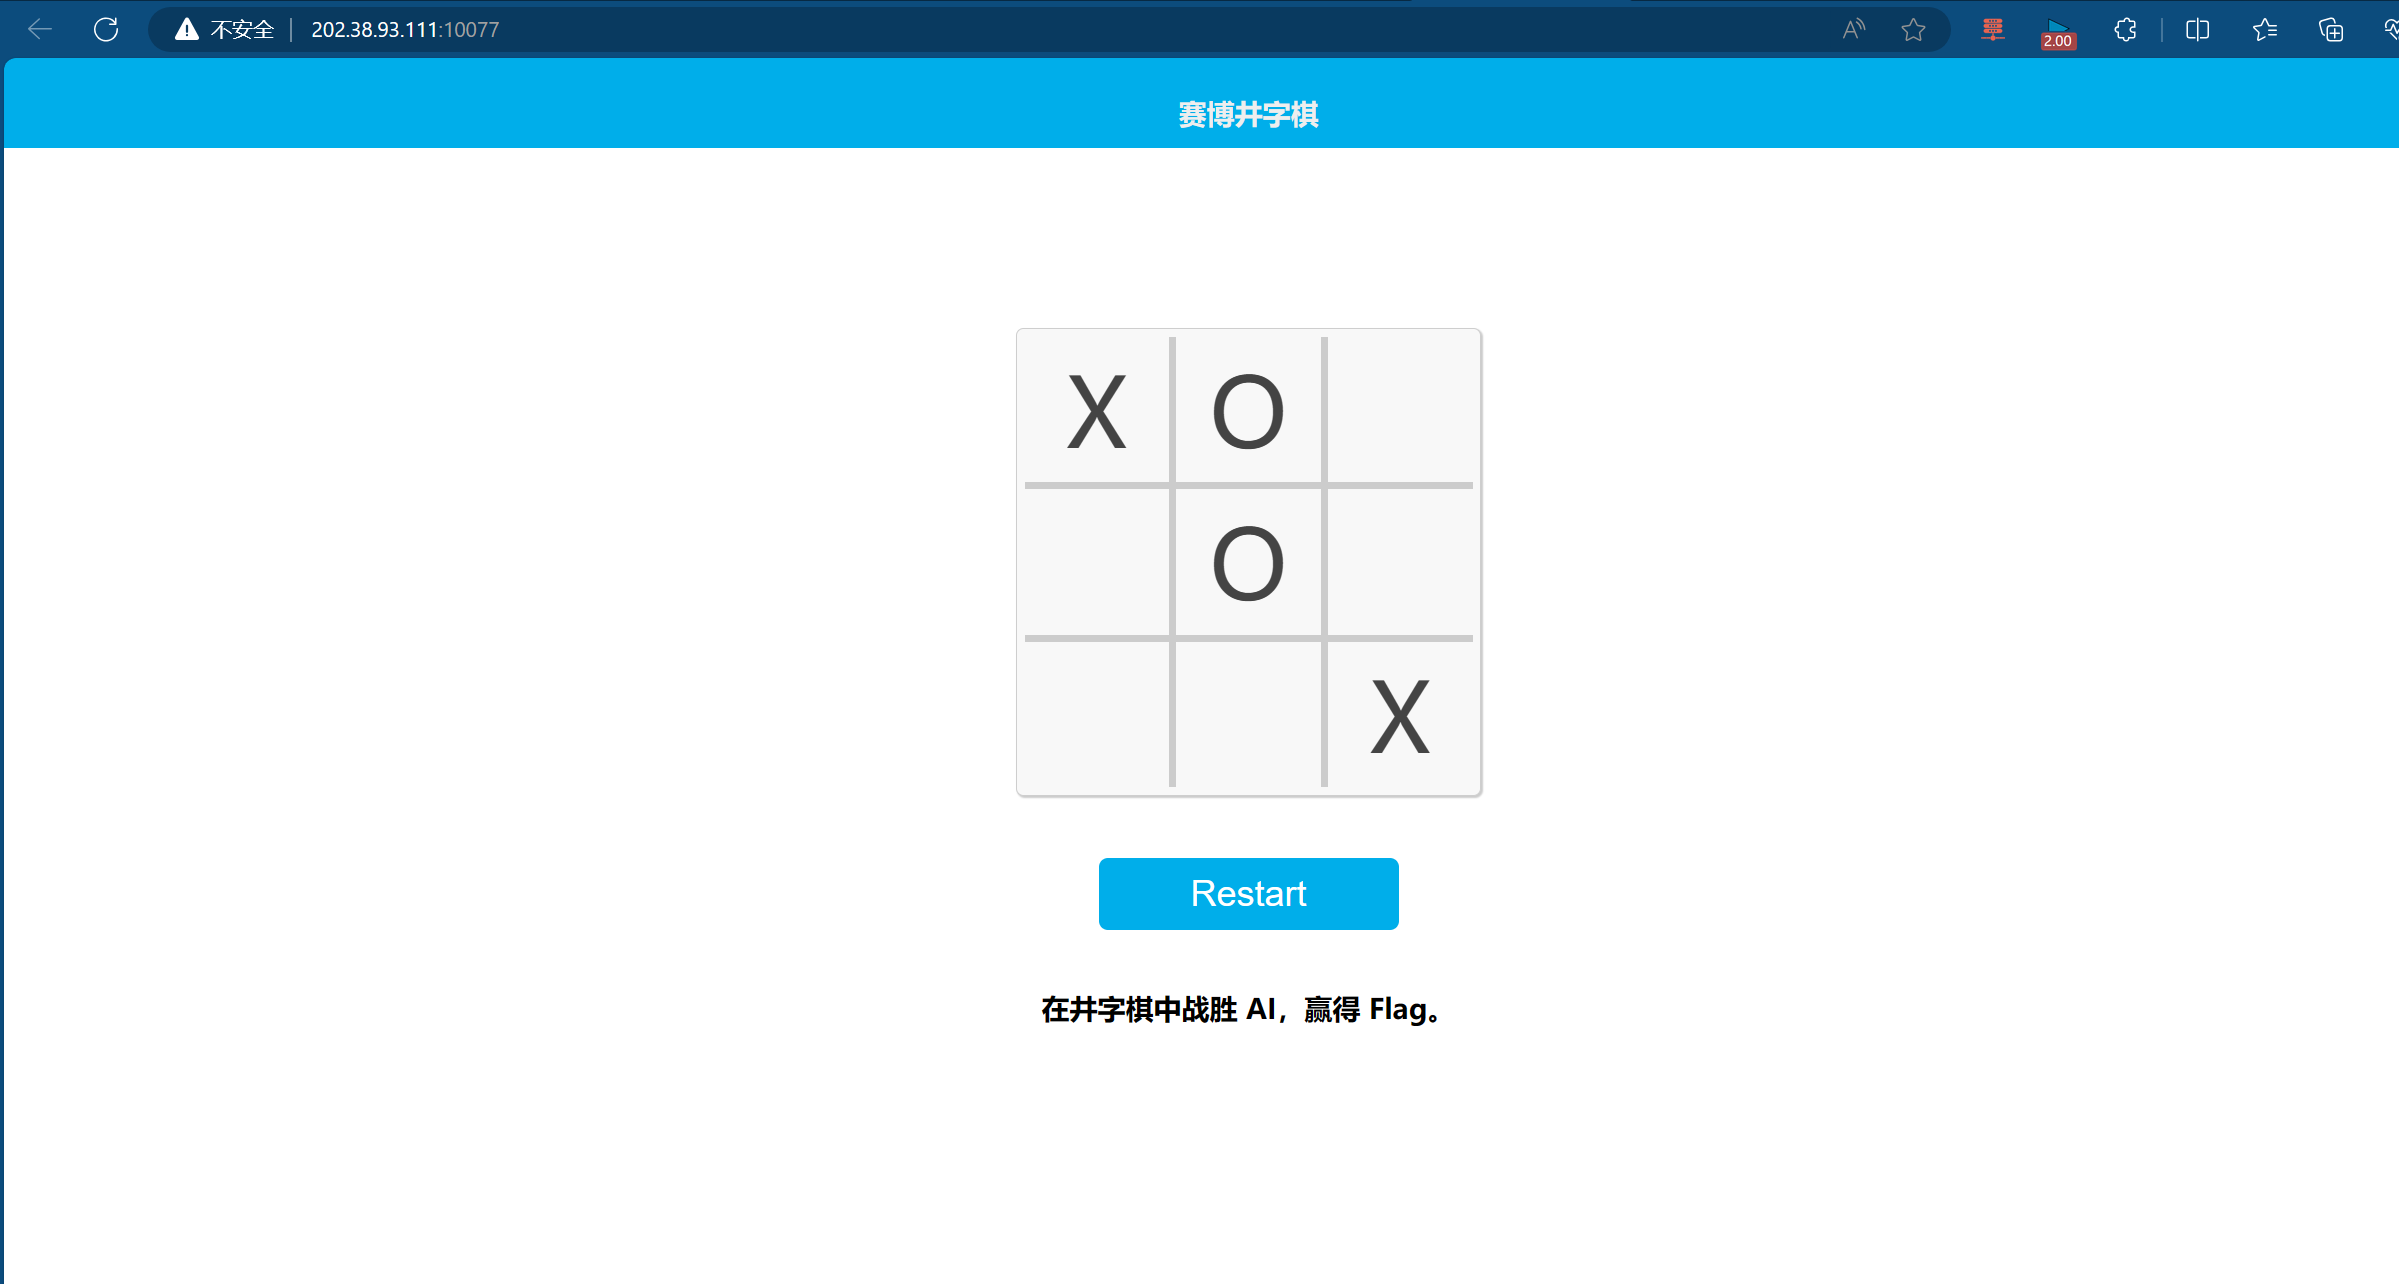 不安全 202.38.93.111:10077
2.00
赛博井字棋
X O
O
X
Restart
在井字棋中战胜 AI，赢得 Flag。